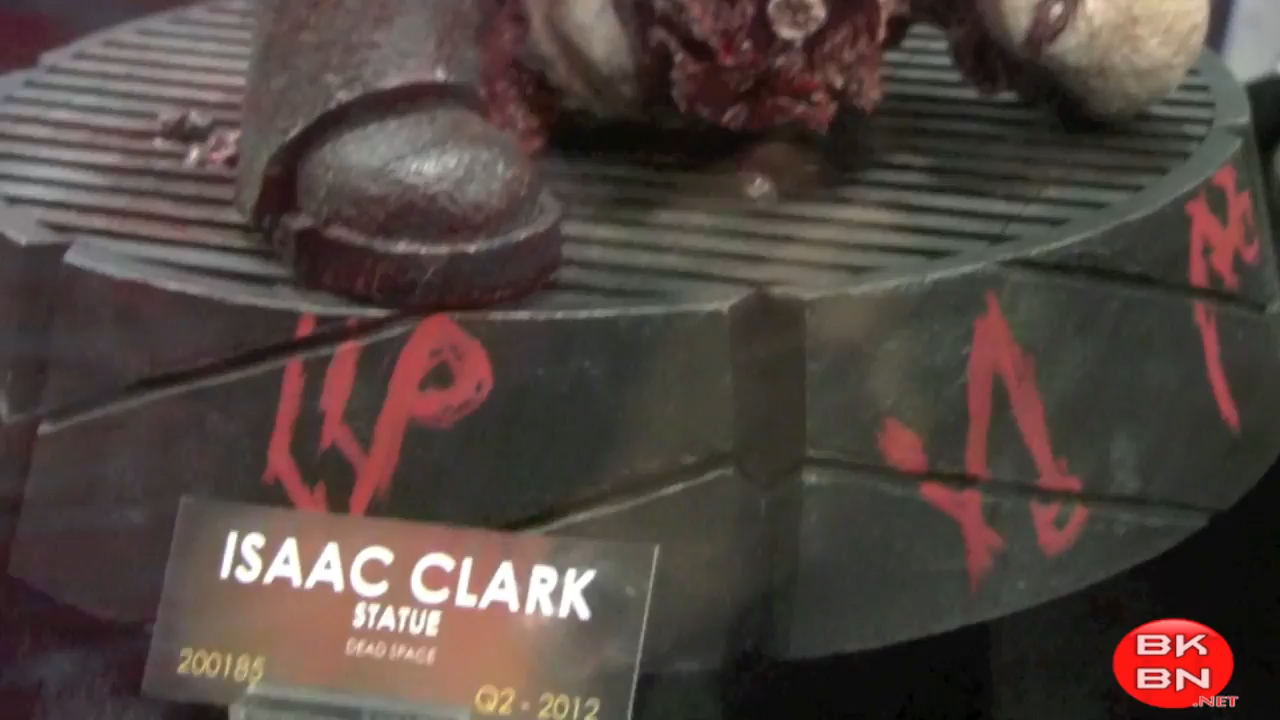 ISAAC CLARK
STATUE
DEAD SPACE
200185
Q2 - 2012
BK
BN
.NET